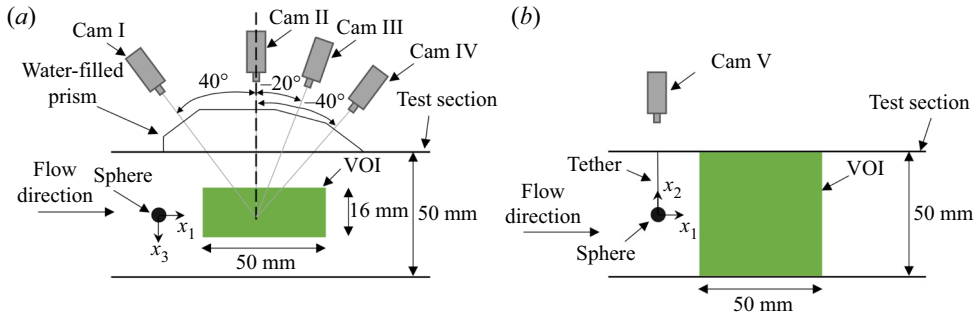 (a)
Cam I
Cam II
Cam III
Cam IV
Water-filled
prism
40°
–20°
–40°
Test section
Flow
direction
Sphere
VOI
x1
x3
16 mm
50 mm
50 mm
(b)
Cam V
Test section
Tether
VOI
Flow
direction
x2
x1
Sphere
50 mm
50 mm